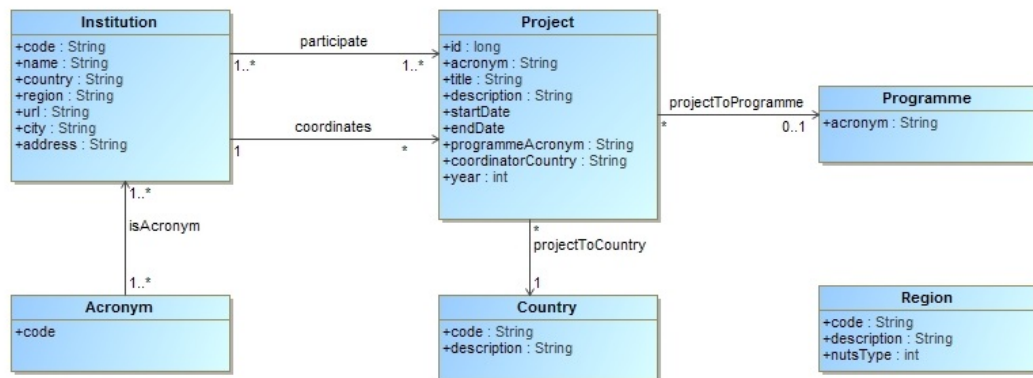 Institution
+code : String
+name : String
+country : String
+region : String
+url : String
+city : String
+address : String
participate
1..*
1..*
coordinates
1
*
Project
+id : long
+acronym : String
+title : String
+description : String
+startDate
+endDate
+programmeAcronym : String
+coordinatorCountry : String
+year : int
projectToProgramme
*
0..1
Programme
+acronym : String
1..*
isAcronym
1..*
*
projectToCountry
1
Acronym
+code
Country
+code : String
+description : String
Region
+code : String
+description : String
+nutsType : int